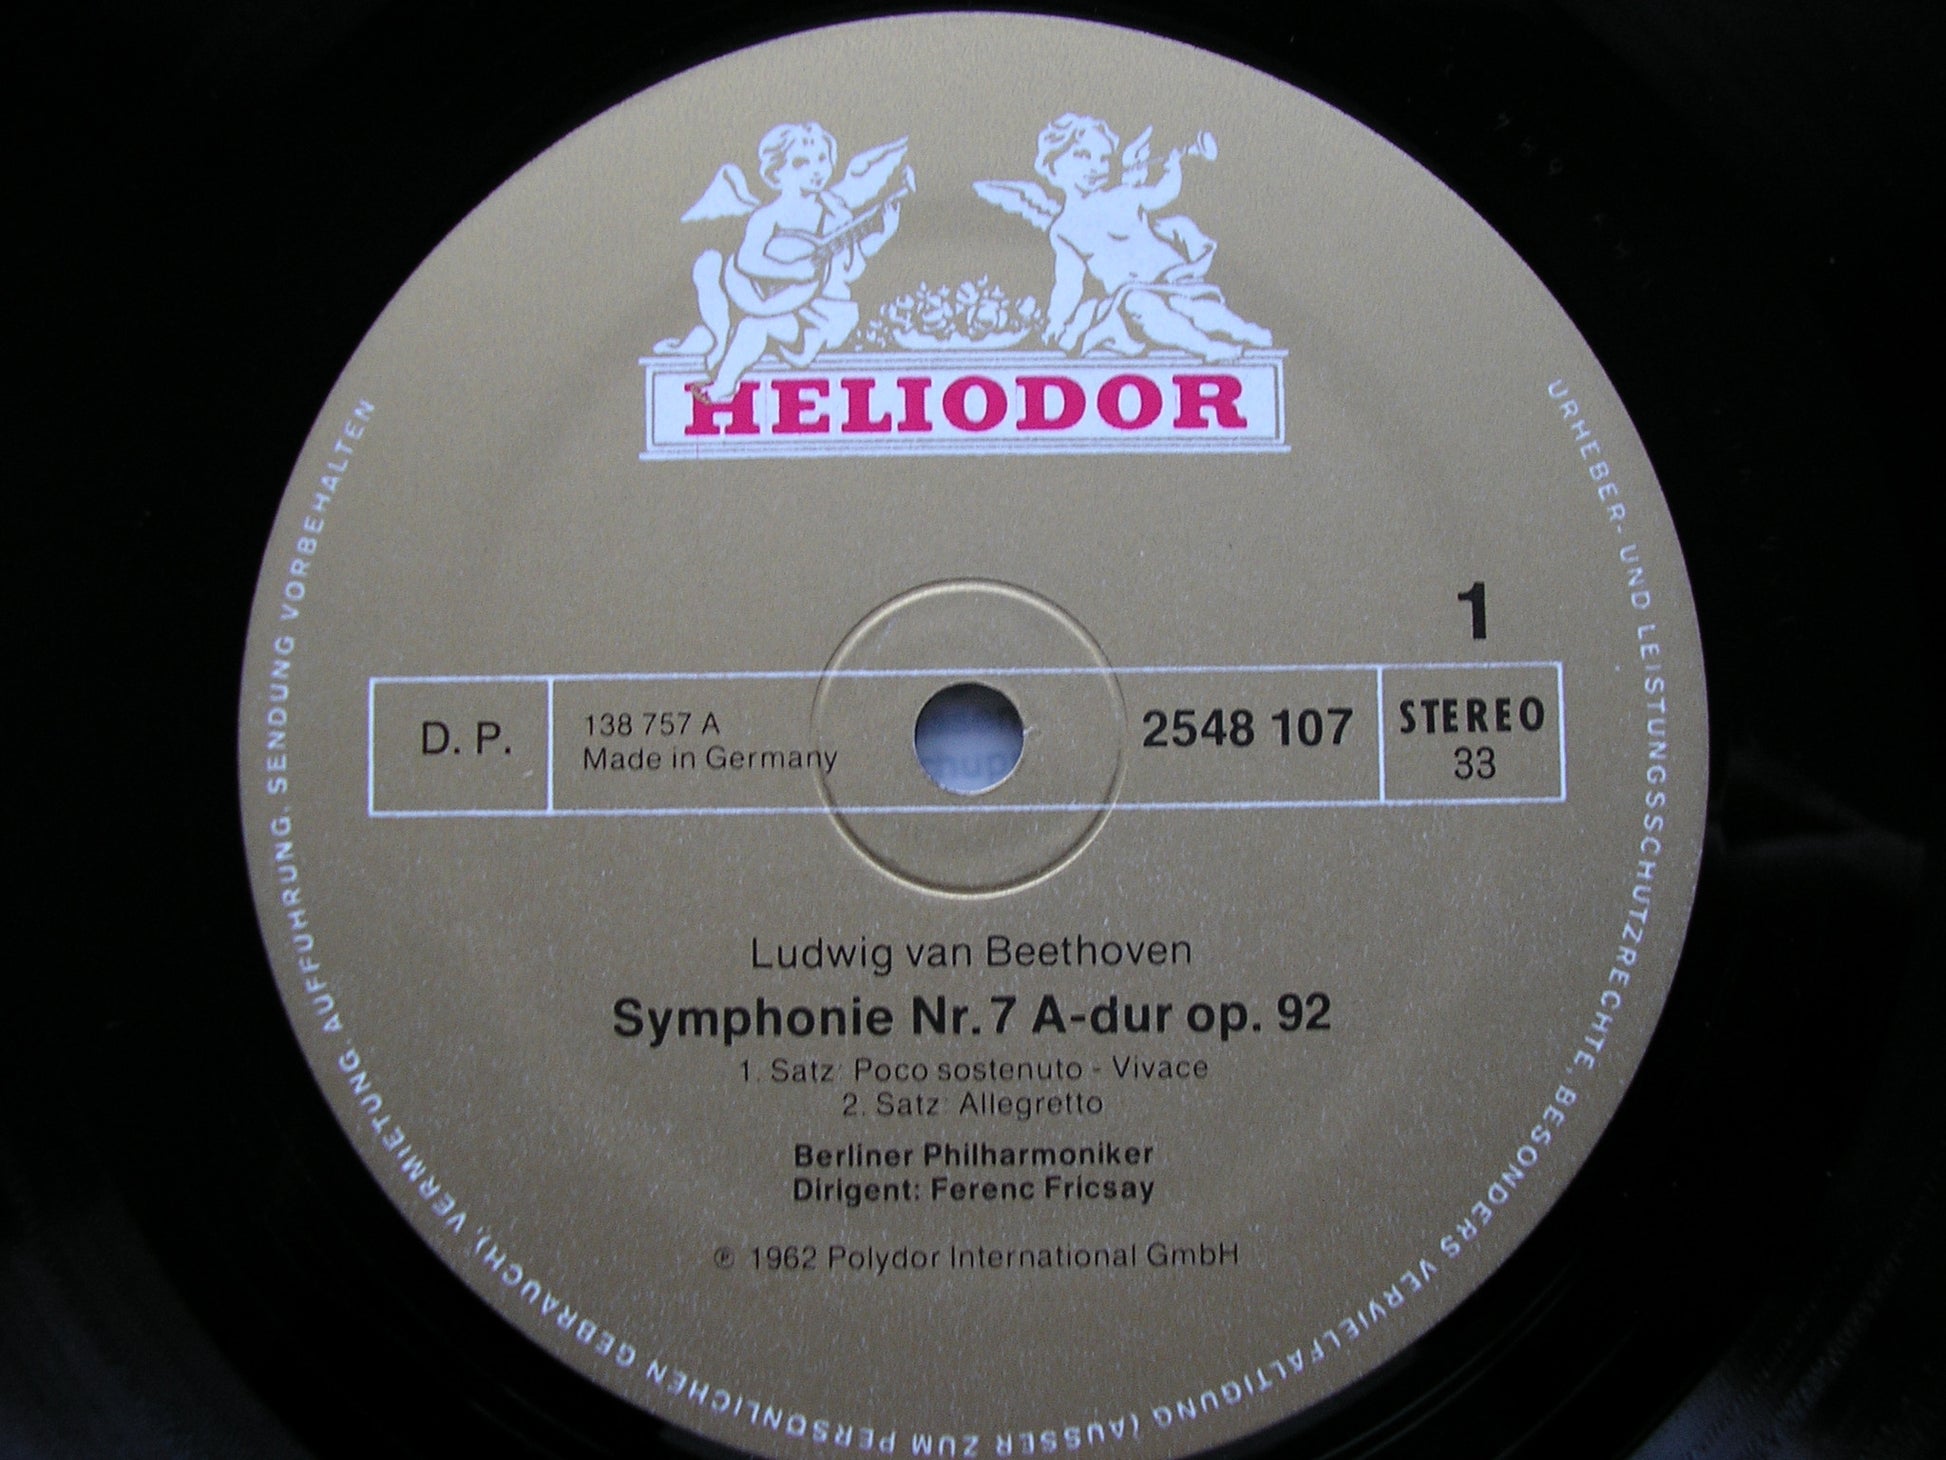 HELIODOR
1
D. P.
138 757 A
Made in Germany
2548 107
STEREO
33
Ludwig van Beethoven
Symphonie Nr. 7 A-dur op. 92
1. Satz: Poco sostenuto - Vivace
2. Satz: Allegretto
Berliner Philharmoniker
Dirigent: Ferenc Fricsay
℗ 1962 Polydor International GmbH
URHEBER- UND LEISTUNGSSCHUTZRECHTE, BESONDERS VERVIELFÄLTIGUNG (AUSSER ZUM PERSÖNLICHEN GEBRAUCH), VERMIETUNG, AUFFÜHRUNG, SENDUNG VORBEHALTEN